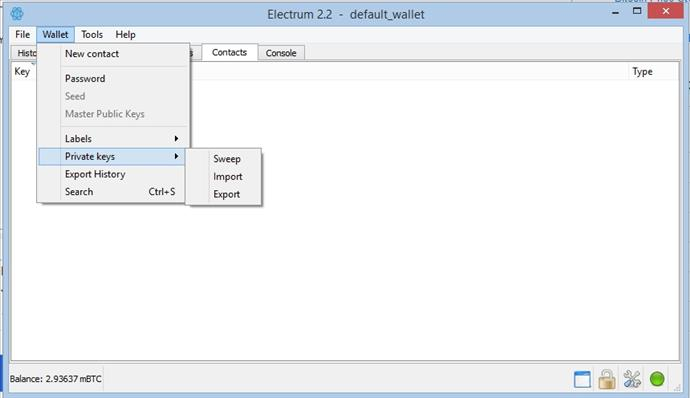 Electrum 2.2 - default_wallet
File Wallet Tools Help
Contacts Console
Key Type
New contact
Password
Seed
Master Public Keys
Labels
Private keys
Export History
Search Ctrl+S
Sweep
Import
Export
Balance: 2.93637 mBTC